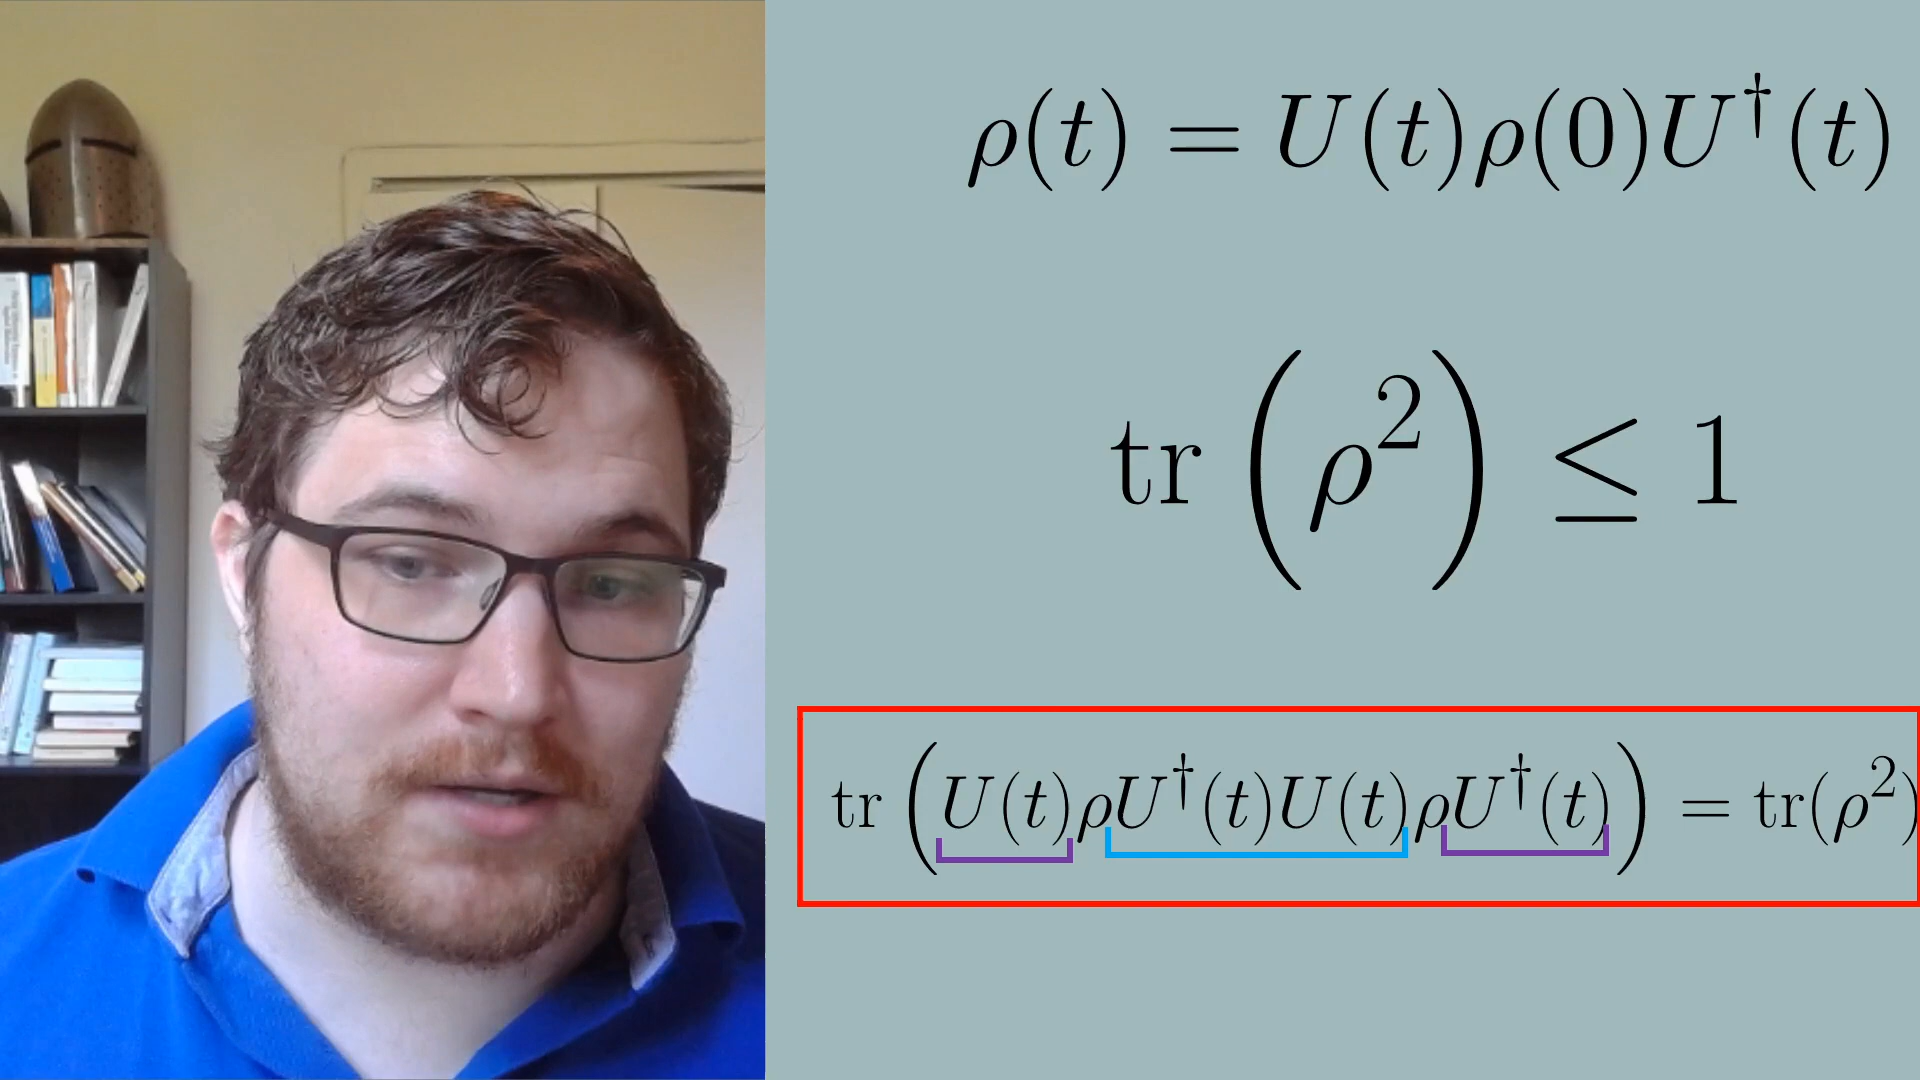 ρ(t) = U(t)ρ(0)U†(t)
tr(ρ²) ≤ 1
tr(U(t)ρU†(t)U(t)ρU†(t)) = tr(ρ²)